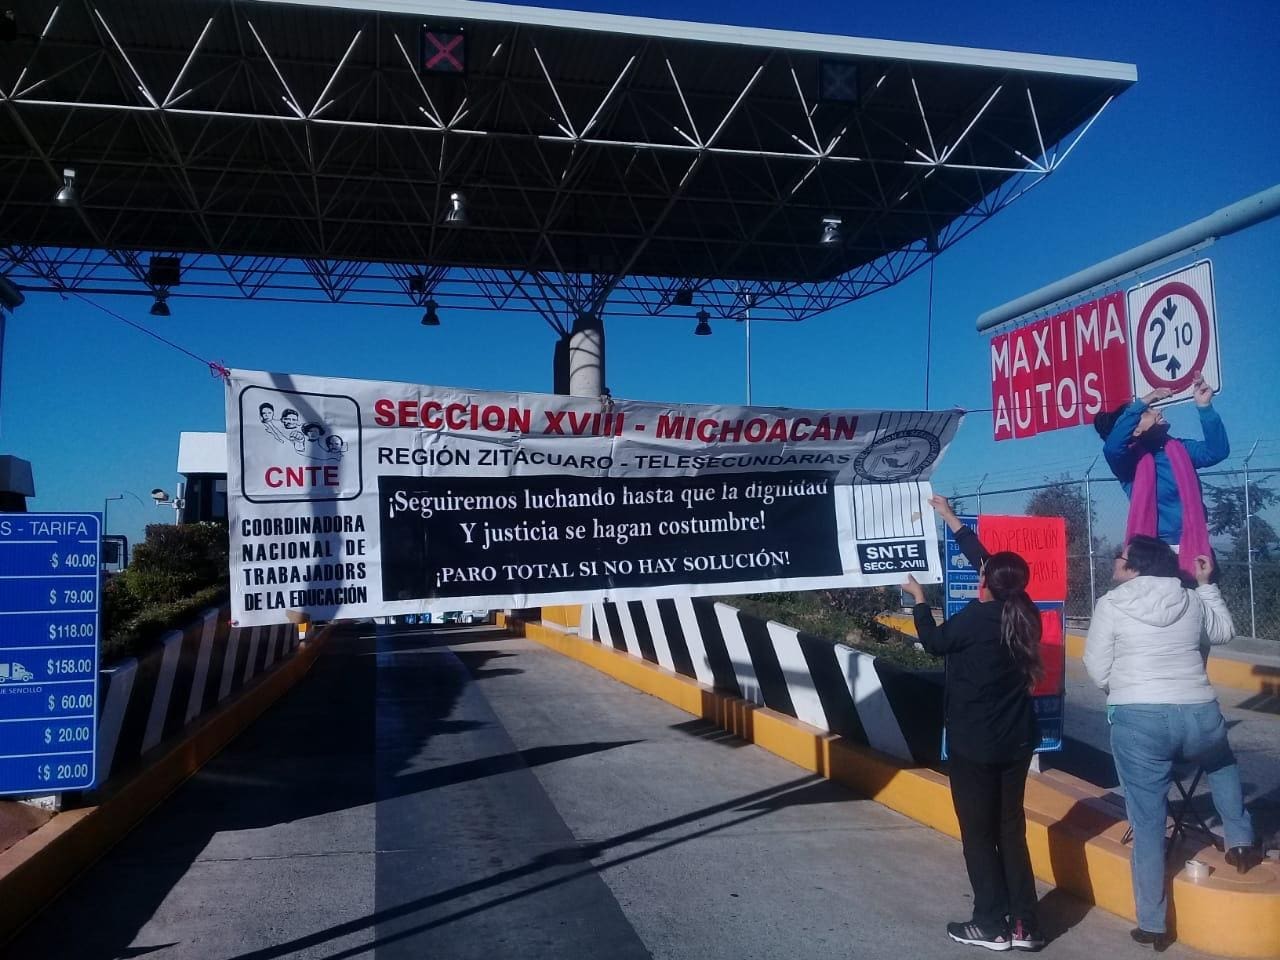 S - TARIFA
$ 40.00
$ 79.00
$118.00
$158.00
$ 60.00
$ 20.00
$ 20.00
CNTE
COORDINADORA
NACIONAL DE
TRABAJADORS
DE LA EDUCACIÓN
SECCION XVIII - MICHOACÁN
REGIÓN ZITÁCUARO - TELESECUNDARIAS
¡Seguiremos luchando hasta que la dignidad
Y justicia se hagan costumbre!
¡PARO TOTAL SI NO HAY SOLUCIÓN!
SNTE
SECC. XVIII
MAXIMA
AUTOS
2 10